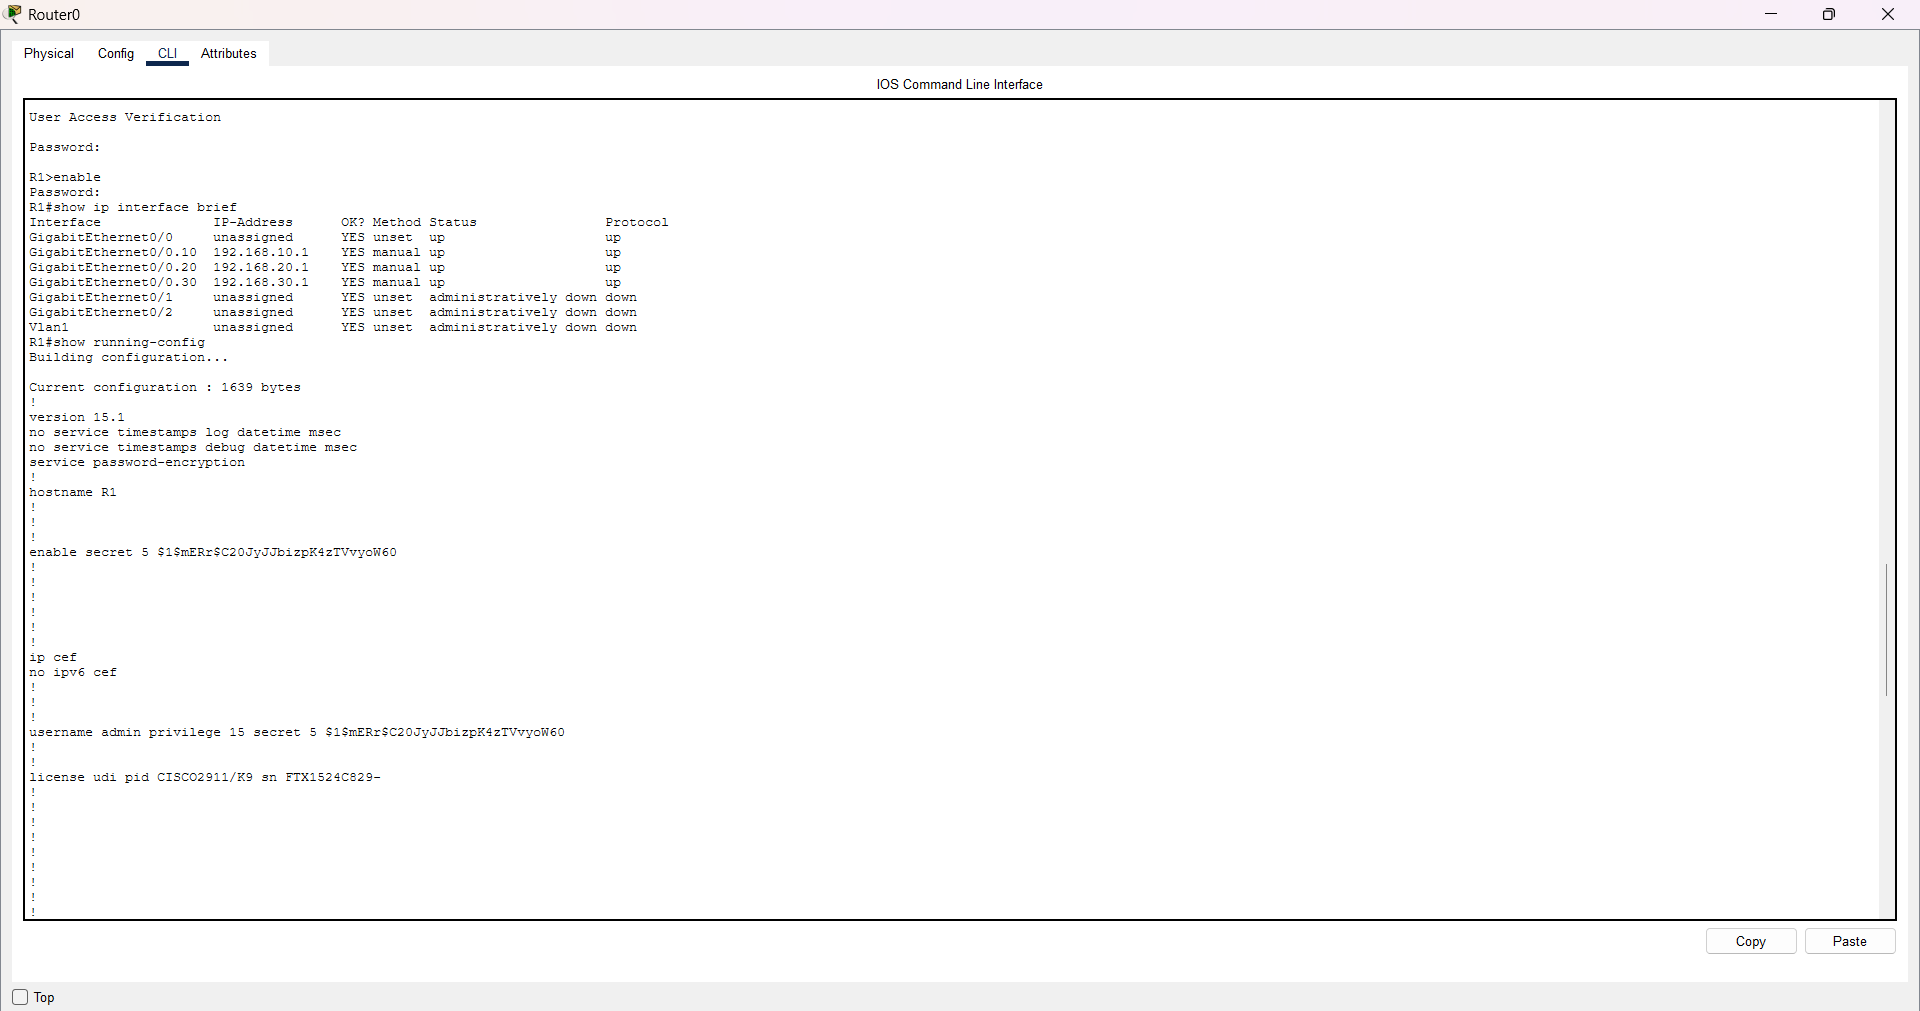 Router0
Physical Config CLI Attributes
IOS Command Line Interface
User Access Verification
Password:
R1>enable
Password:
R1#show ip interface brief
Interface IP-Address OK? Method Status Protocol
GigabitEthernet0/0 unassigned YES unset up up
GigabitEthernet0/0.10 192.168.10.1 YES manual up up
GigabitEthernet0/0.20 192.168.20.1 YES manual up up
GigabitEthernet0/0.30 192.168.30.1 YES manual up up
GigabitEthernet0/1 unassigned YES unset administratively down down
GigabitEthernet0/2 unassigned YES unset administratively down down
Vlan1 unassigned YES unset administratively down down
R1#show running-config
Building configuration...
Current configuration : 1639 bytes
!
version 15.1
no service timestamps log datetime msec
no service timestamps debug datetime msec
service password-encryption
!
hostname R1
!
!
!
enable secret 5 $1$mERr$C20JyJJbizpK4zTVvyoW60
!
!
!
!
!
!
ip cef
no ipv6 cef
!
!
!
username admin privilege 15 secret 5 $1$mERr$C20JyJJbizpK4zTVvyoW60
!
!
license udi pid CISCO2911/K9 sn FTX1524C829-
!
!
!
!
!
!
!
!
!
Copy Paste
Top